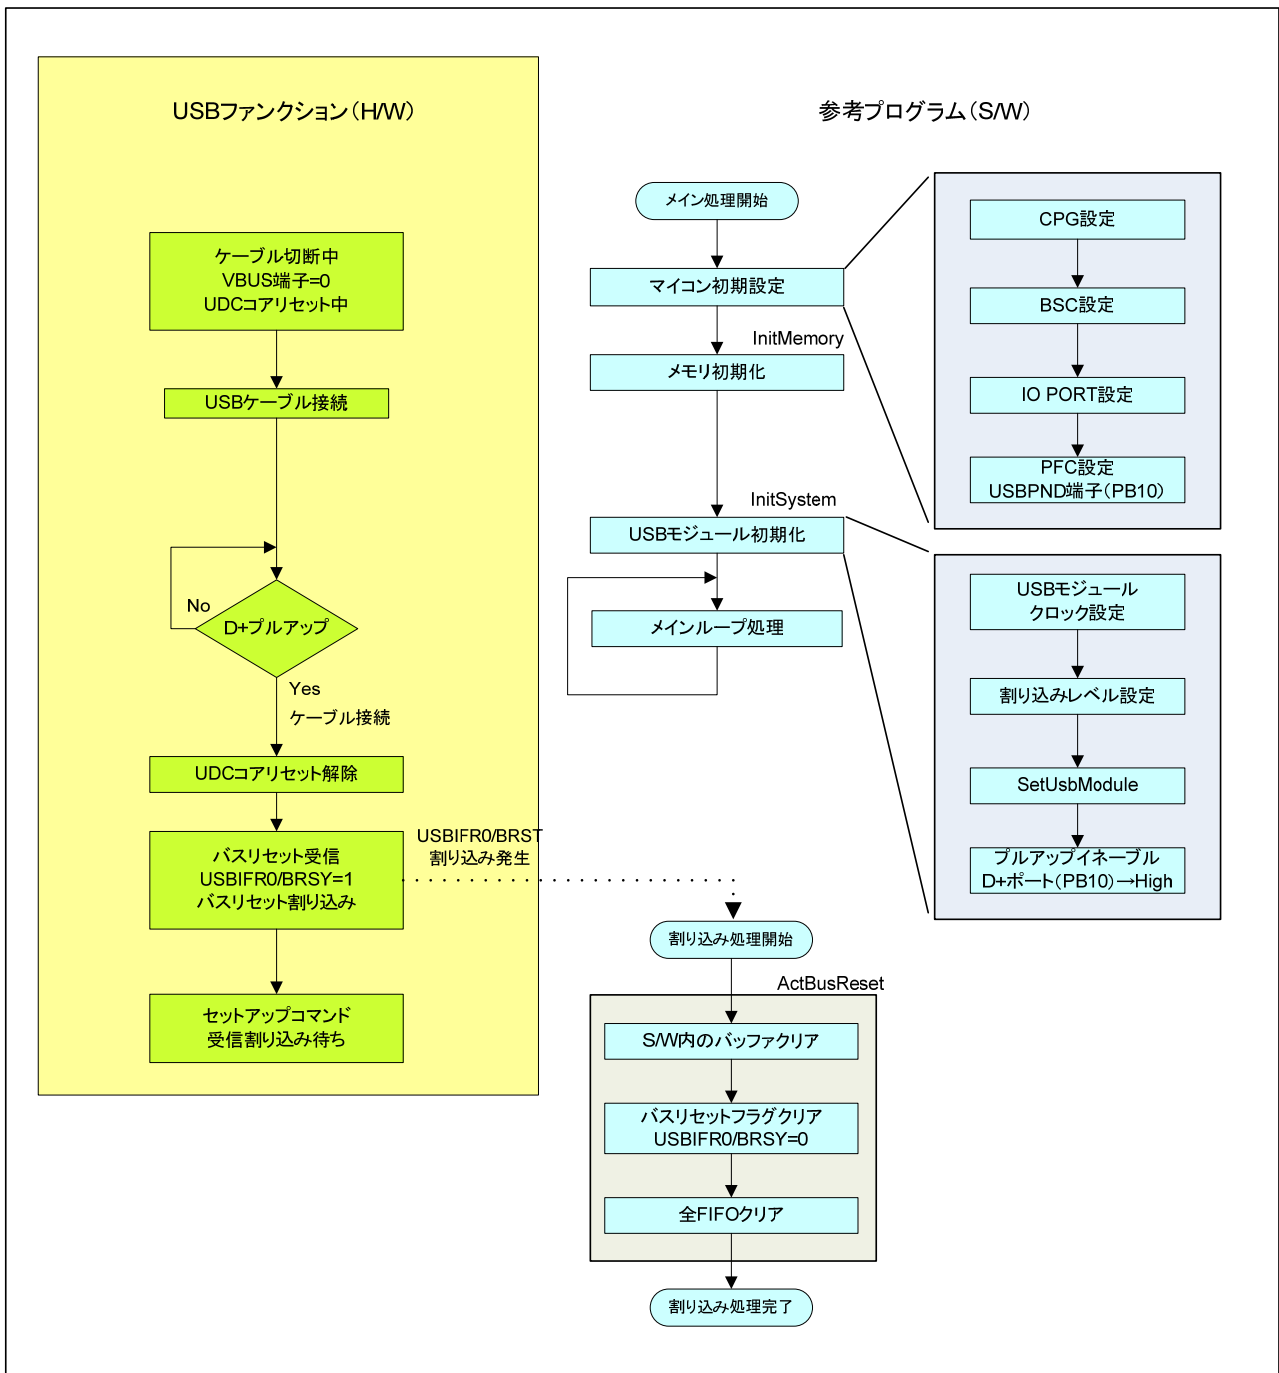 USBファンクション（H/W）
ケーブル切断中
VBUS端子=0
UDCコアリセット中
USBケーブル接続
No
D+プルアップ
Yes
ケーブル接続
UDCコアリセット解除
バスリセット受信
USBIFR0/BRSY=1
バスリセット割り込み
セットアップコマンド
受信割り込み待ち
USBIFR0/BRST
割り込み発生
参考プログラム（S/W）
メイン処理開始
マイコン初期設定
InitMemory
メモリ初期化
InitSystem
USBモジュール初期化
メインループ処理
CPG設定
BSC設定
IO PORT設定
PFC設定
USBPND端子（PB10）
USBモジュール
クロック設定
割り込みレベル設定
SetUsbModule
プルアップイネーブル
D+ポート（PB10）→High
割り込み処理開始
ActBusReset
S/W内のバッファクリア
バスリセットフラグクリア
USBIFR0/BRSY=0
全FIFOクリア
割り込み処理完了